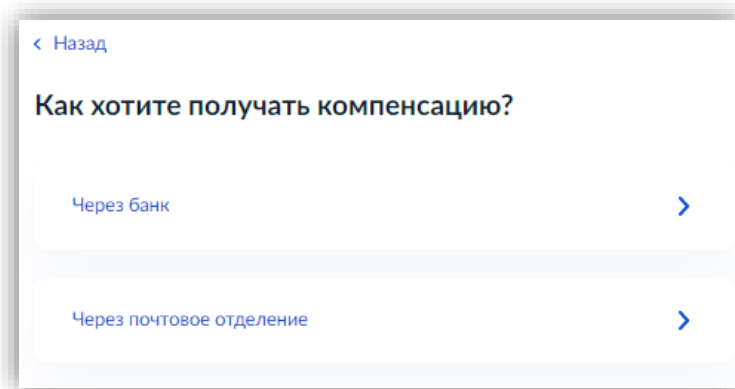 Назад
Как хотите получать компенсацию?
Через банк
Через почтовое отделение